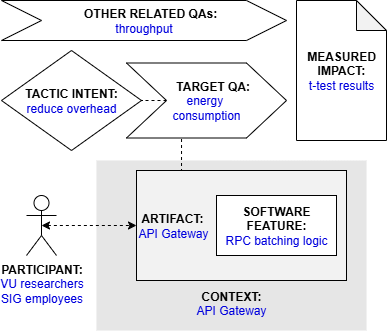 OTHER RELATED QAs:
throughput
MEASURED
IMPACT:
t-test results
TACTIC INTENT:
reduce overhead
TARGET QA:
energy
consumption
ARTIFACT:
API Gateway
SOFTWARE
FEATURE:
RPC batching logic
PARTICIPANT:
VU researchers
SIG employees
CONTEXT:
API Gateway